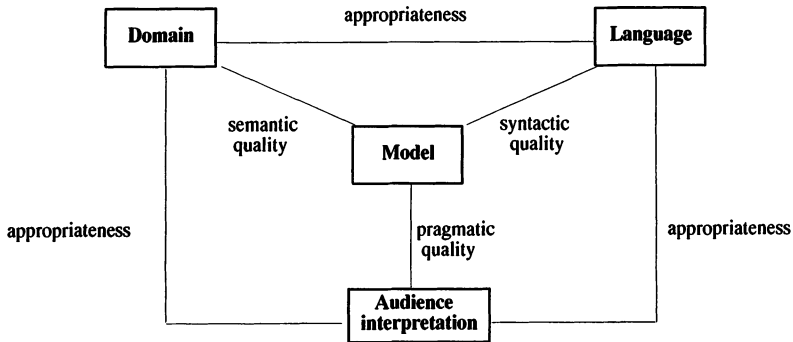 appropriateness
Domain
Language
semantic
quality
syntactic
quality
Model
appropriateness
pragmatic
quality
appropriateness
Audience
interpretation